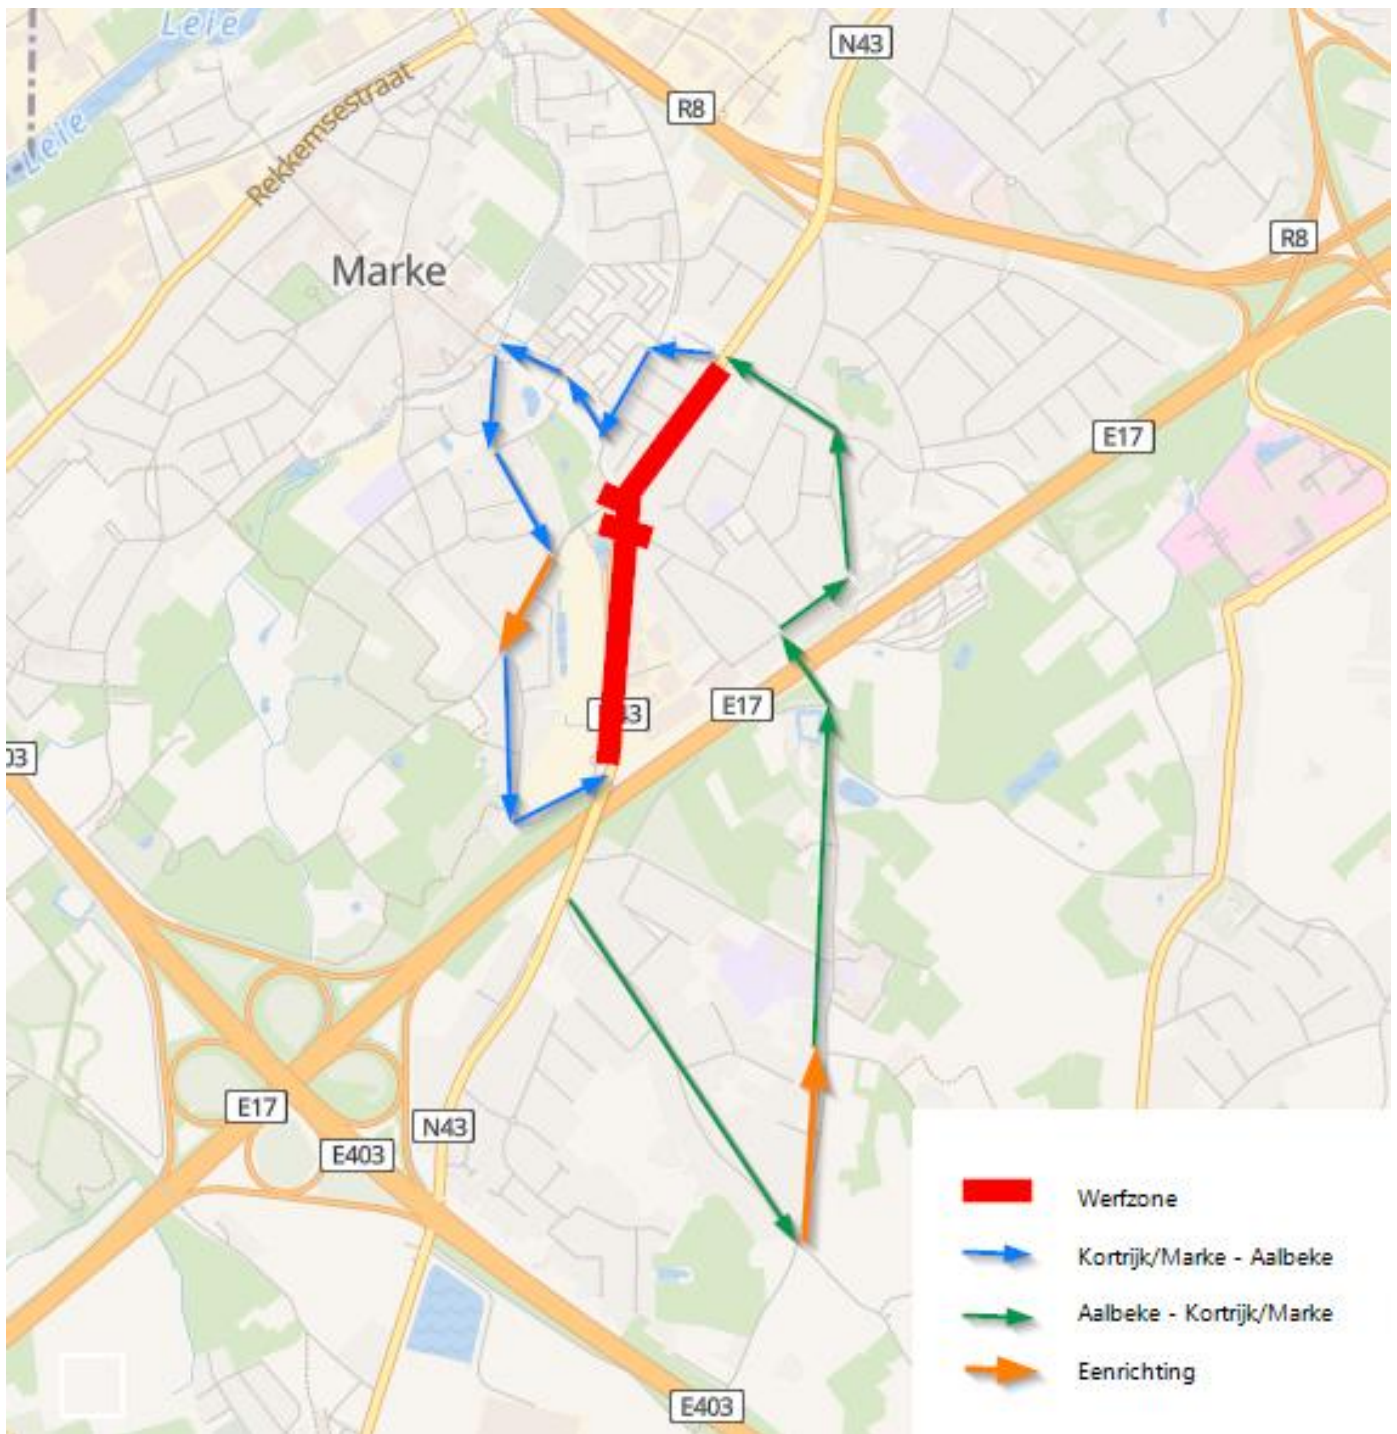 Leie
N43
R8
Leie
Rekkemsestraat
R8
Marke
E17
E17
43
03
E17
N43
E403
Werfzone
Kortrijk/Marke - Aalbeke
Aalbeke - Kortrijk/Marke
Eenrichting
E403